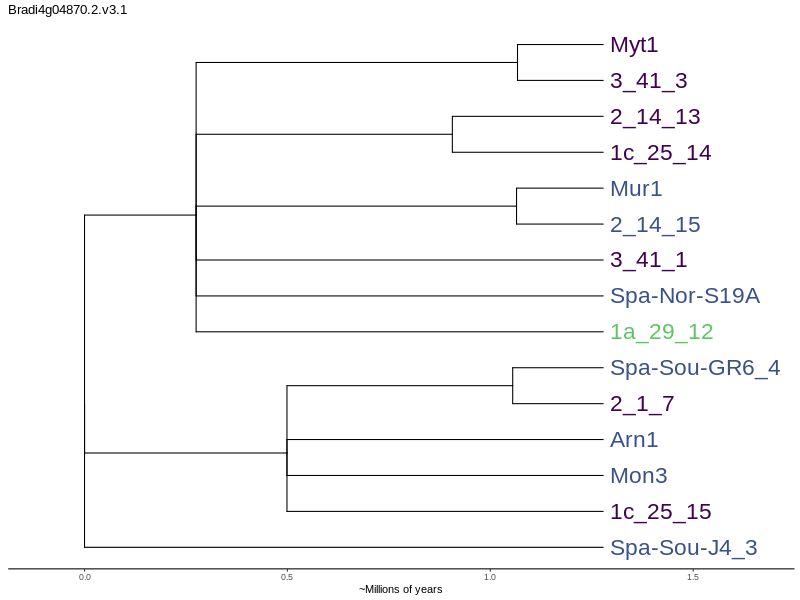 Bradi4g04870.2.v3.1
Myt1
3_41_3
2_14_13
1c_25_14
Mur1
2_14_15
3_41_1
Spa-Nor-S19A
1a_29_12
Spa-Sou-GR6_4
2_1_7
Arn1
Mon3
1c_25_15
Spa-Sou-J4_3
0.0 0.5 1.0 1.5
~Millions of years